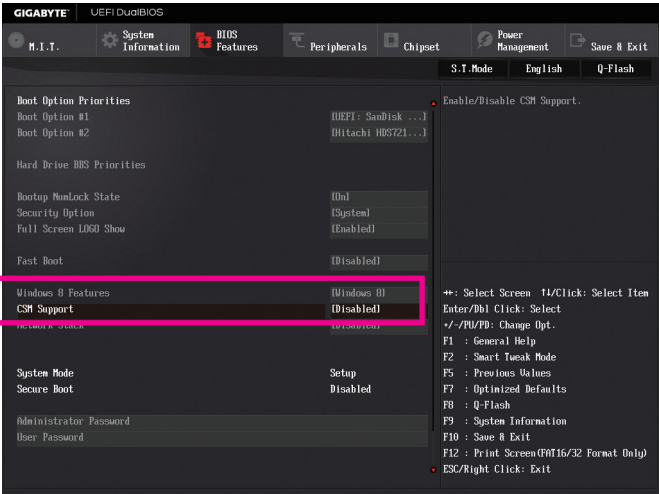 GIGABYTE™ UEFI DualBIOS
M.I.T. System Information BIOS Features Peripherals Chipset Power Management Save & Exit
S.T.Mode English Q-Flash
Boot Option Priorities
Boot Option #1 [UEFI: SanDisk ...]
Boot Option #2 [Hitachi HDS721...]
Hard Drive BBS Priorities
Bootup NumLock State [On]
Security Option [System]
Full Screen LOGO Show [Enabled]
Fast Boot [Disabled]
Windows 8 Features [Windows 8]
CSM Support [Disabled]
Network Stack [Disabled]
System Mode Setup
Secure Boot Disabled
Administrator Password
User Password
Enable/Disable CSM Support.
→←: Select Screen ↑↓/Click: Select Item
Enter/Dbl Click: Select
+/-/PU/PD: Change Opt.
F1 : General Help
F2 : Smart Tweak Mode
F5 : Previous Values
F7 : Optimized Defaults
F8 : Q-Flash
F9 : System Information
F10 : Save & Exit
F12 : Print Screen(FAT16/32 Format Only)
ESC/Right Click: Exit